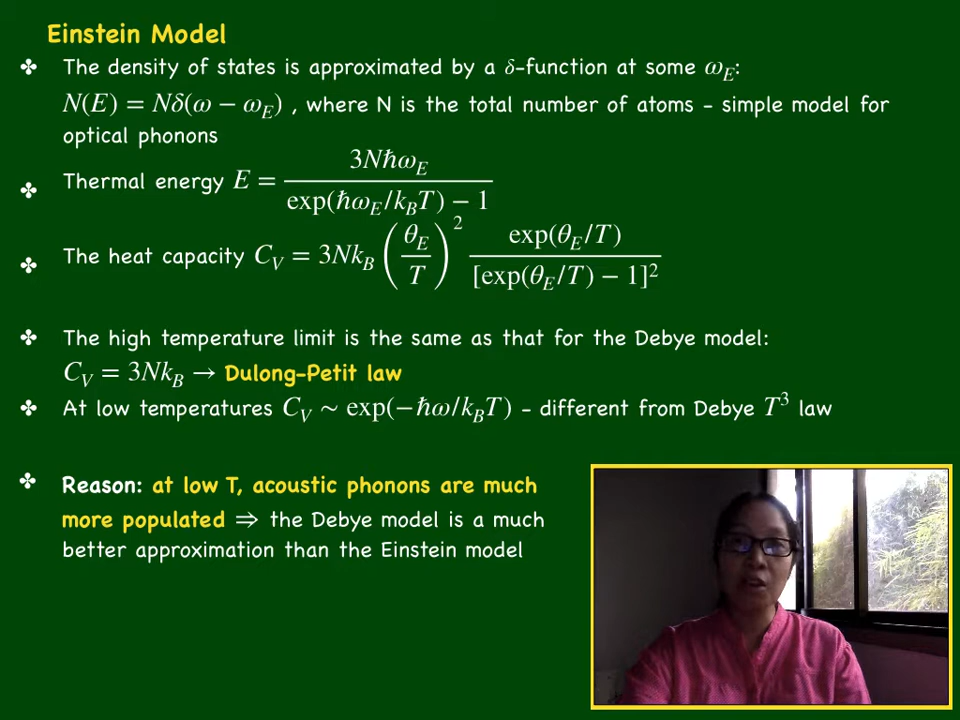 Einstein Model
✤ The density of states is approximated by a δ-function at some ω_E:
N(E) = Nδ(ω − ω_E) , where N is the total number of atoms - simple model for
optical phonons
✤ Thermal energy E = 3Nℏω_E / (exp(ℏω_E/k_BT) − 1)
✤ The heat capacity C_V = 3Nk_B (θ_E/T)^2 exp(θ_E/T) / [exp(θ_E/T) − 1]^2
✤ The high temperature limit is the same as that for the Debye model:
C_V = 3Nk_B → Dulong-Petit law
✤ At low temperatures C_V ∼ exp(−ℏω/k_BT) - different from Debye T^3 law
✤ Reason: at low T, acoustic phonons are much
more populated ⇒ the Debye model is a much
better approximation than the Einstein model